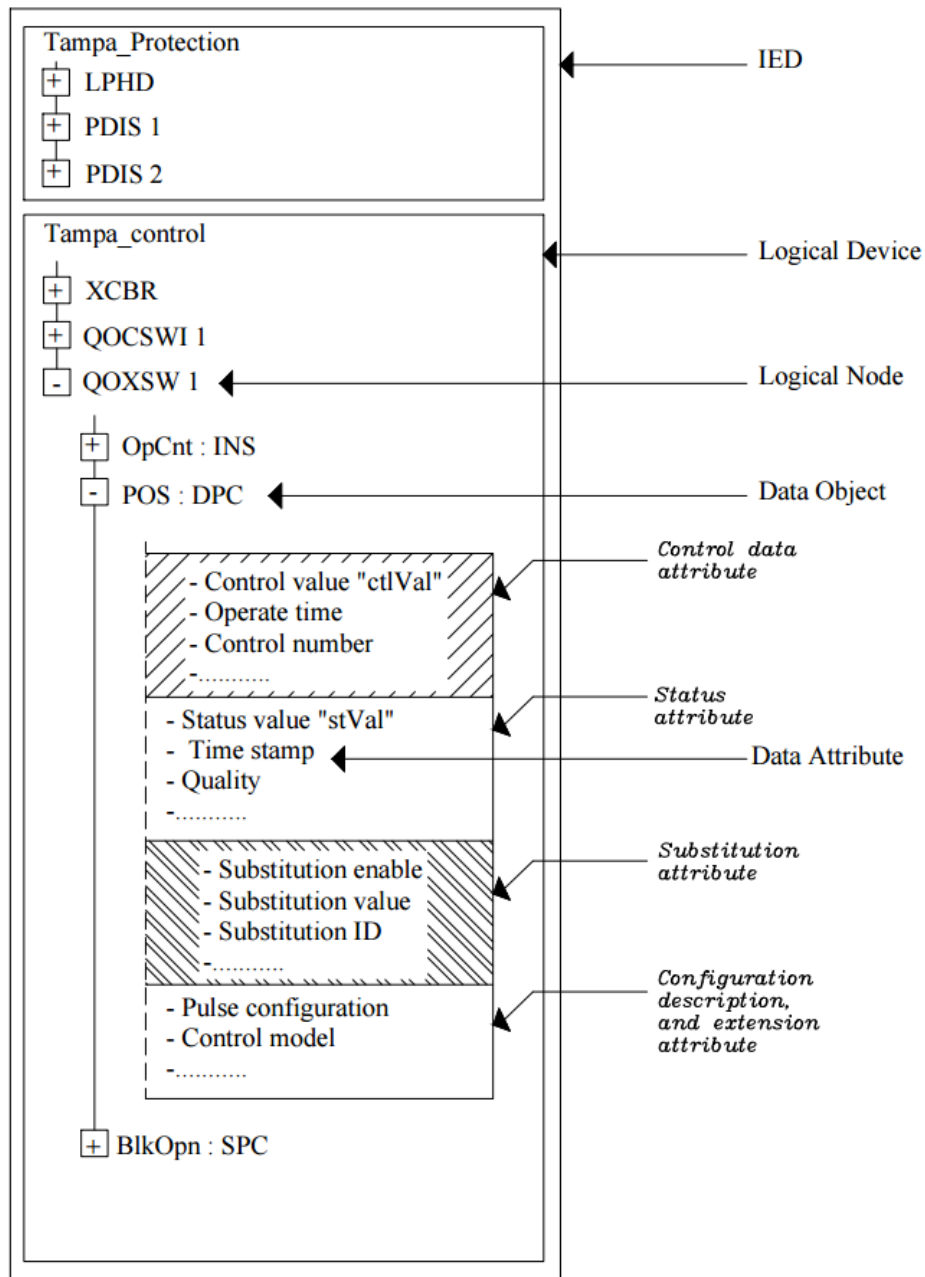 Tampa_Protection
+ LPHD
+ PDIS 1
+ PDIS 2
IED
Tampa_control
Logical Device
+ XCBR
+ QOCSWI 1
- QOXSW 1
Logical Node
+ OpCnt : INS
- POS : DPC
Data Object
- Control value "ctlVal"
- Operate time
- Control number
-...........
Control data
attribute
- Status value "stVal"
- Time stamp
- Quality
-...........
Status
attribute
Data Attribute
- Substitution enable
- Substitution value
- Substitution ID
-...........
Substitution
attribute
- Pulse configuration
- Control model
-...........
Configuration
description,
and extension
attribute
+ BlkOpn : SPC